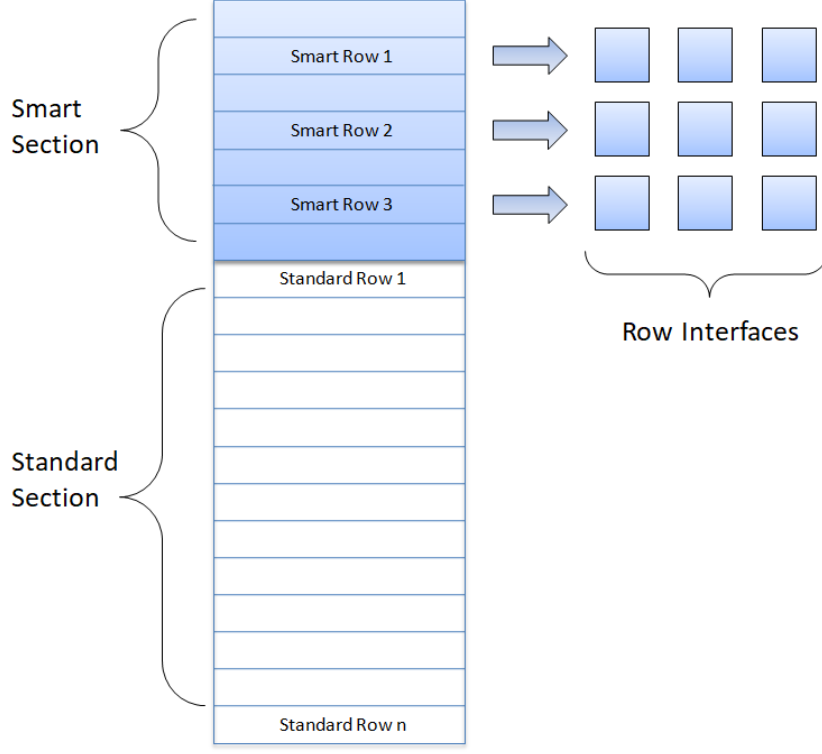 Smart Row 1
Smart
Section
Smart Row 2
Smart Row 3
Standard Row 1
Row Interfaces
Standard
Section
Standard Row n